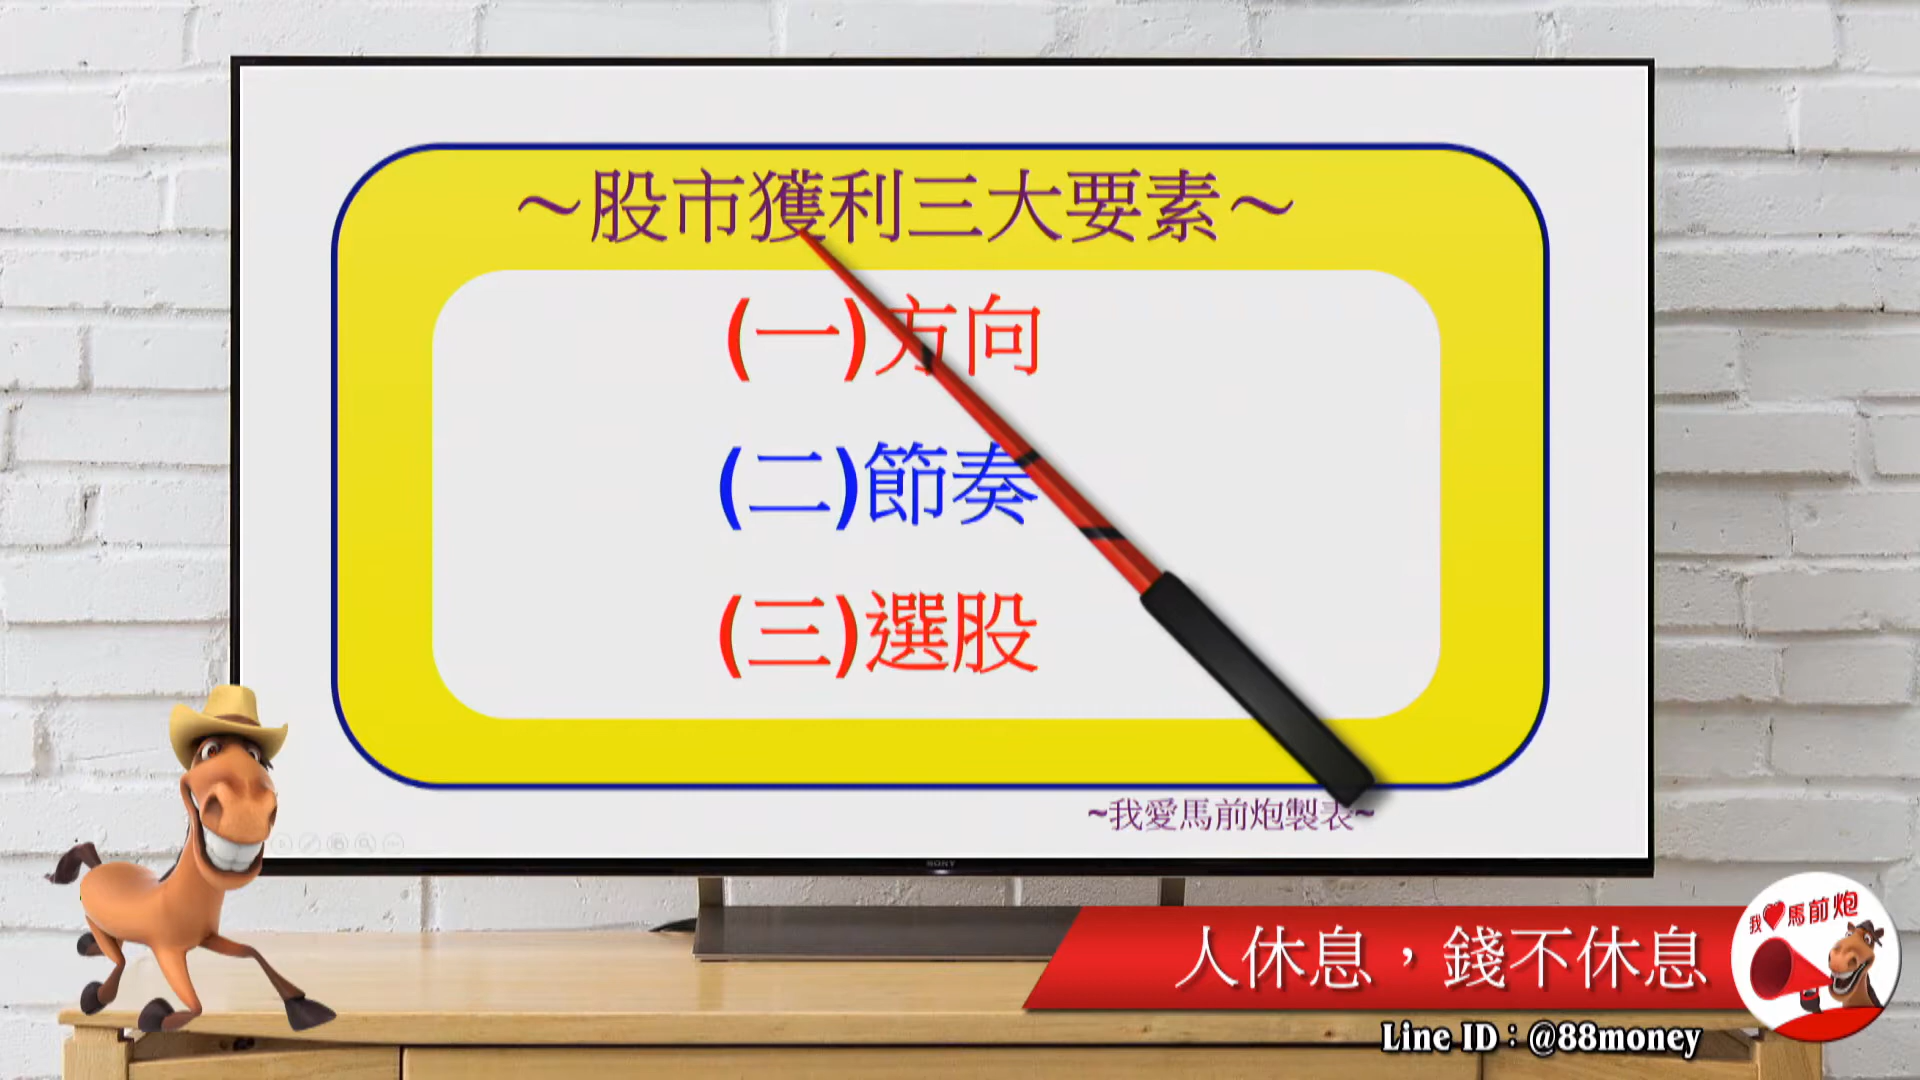 ～股市獲利三大要素～
(一)方向
(二)節奏
(三)選股
~我愛馬前炮製表~
SONY
人休息，錢不休息
我 馬前炮
Line ID：@88money